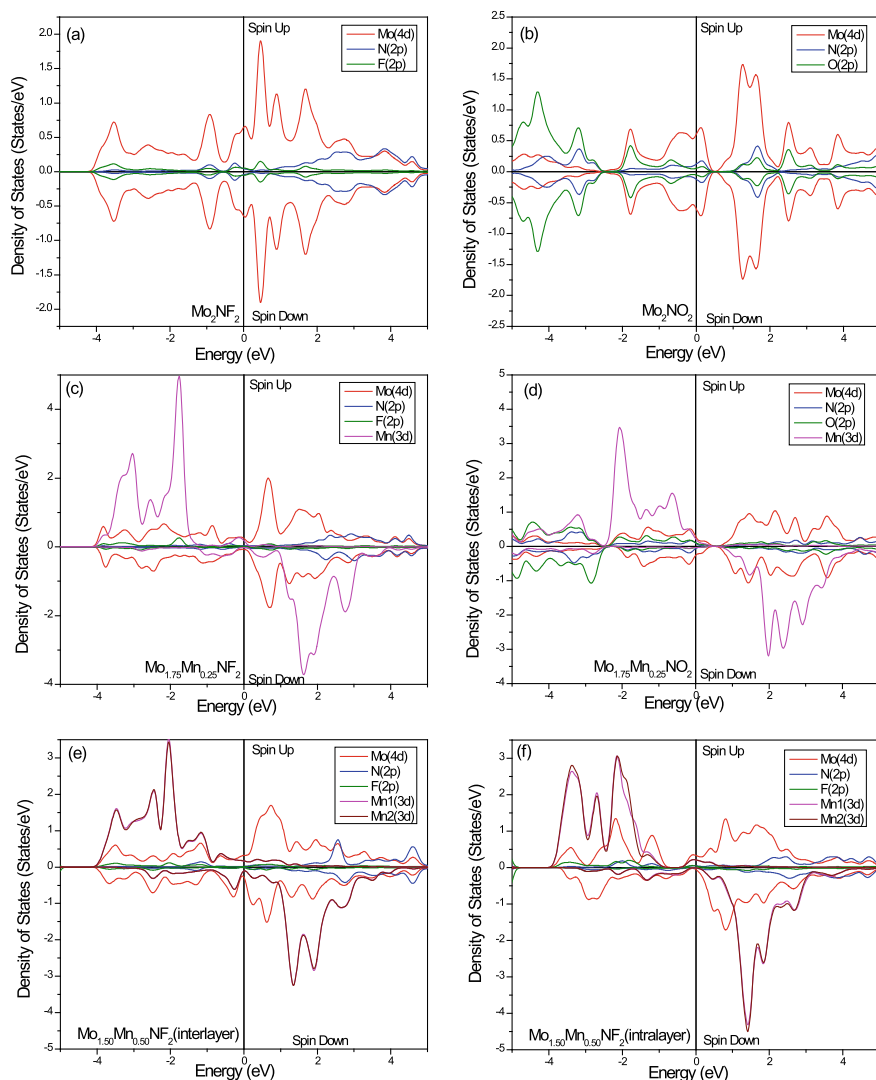 (a)
Spin Up
Mo(4d)
N(2p)
F(2p)
2.0
1.5
1.0
0.5
0.0
-0.5
-1.0
-1.5
-2.0
Density of States (States/eV)
Mo₂NF₂
Spin Down
-4 -2 0 2 4
Energy (eV)
(b)
Spin Up
Mo(4d)
N(2p)
O(2p)
2.0
1.5
1.0
0.5
0.0
-0.5
-1.0
-1.5
-2.0
-2.5
Density of States (States/eV)
Mo₂NO₂
Spin Down
-4 -2 0 2 4
Energy (eV)
(c)
Spin Up
Mo(4d)
N(2p)
F(2p)
Mn(3d)
4
2
0
-2
-4
Density of States (States/eV)
Mo₁.₇₅Mn₀.₂₅NF₂
Spin Down
-4 -2 0 2 4
Energy (eV)
(d)
Spin Up
Mo(4d)
N(2p)
O(2p)
Mn(3d)
5
4
3
2
1
0
-1
-2
-3
-4
Density of States (States/eV)
Mo₁.₇₅Mn₀.₂₅NO₂
Spin Down
-4 -2 0 2 4
Energy (eV)
(e)
Spin Up
Mo(4d)
N(2p)
F(2p)
Mn1(3d)
Mn2(3d)
3
2
1
0
-1
-2
-3
-4
-5
Density of States (States/eV)
Mo₁.₅₀Mn₀.₅₀NF₂(interlayer)
Spin Down
-4 -2 0 2 4
Energy (eV)
(f)
Spin Up
Mo(4d)
N(2p)
F(2p)
Mn1(3d)
Mn2(3d)
3
2
1
0
-1
-2
-3
-4
-5
Density of States (States/eV)
Mo₁.₅₀Mn₀.₅₀NF₂(intralayer)
Spin Down
-4 -2 0 2 4
Energy (eV)